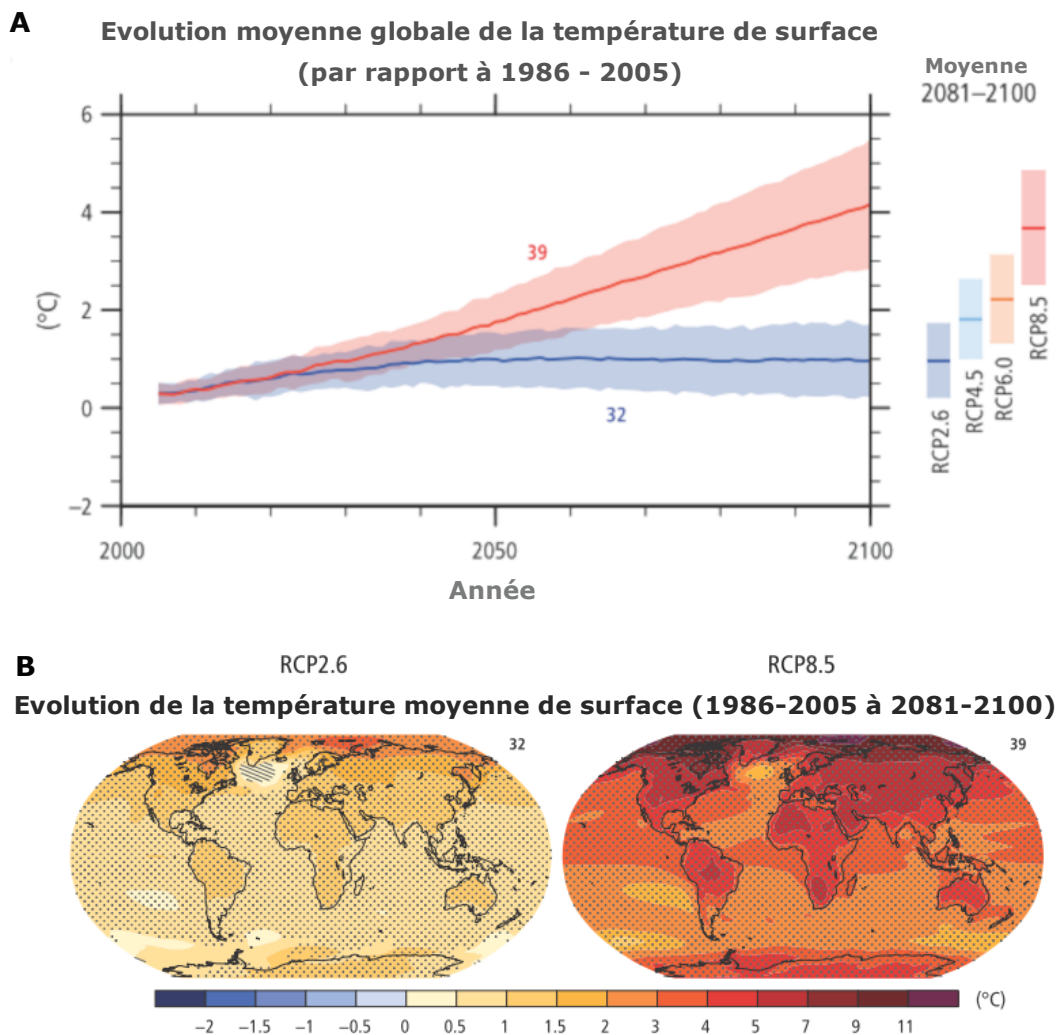 A
Evolution moyenne globale de la température de surface
(par rapport à 1986 - 2005)
Moyenne
2081–2100
6
4
2
0
−2
(°C)
39
32
2000
2050
2100
Année
RCP2.6
RCP4.5
RCP6.0
RCP8.5
B
RCP2.6
RCP8.5
Evolution de la température moyenne de surface (1986-2005 à 2081-2100)
32
39
−2 −1.5 −1 −0.5 0 0.5 1 1.5 2 3 4 5 7 9 11
(°C)